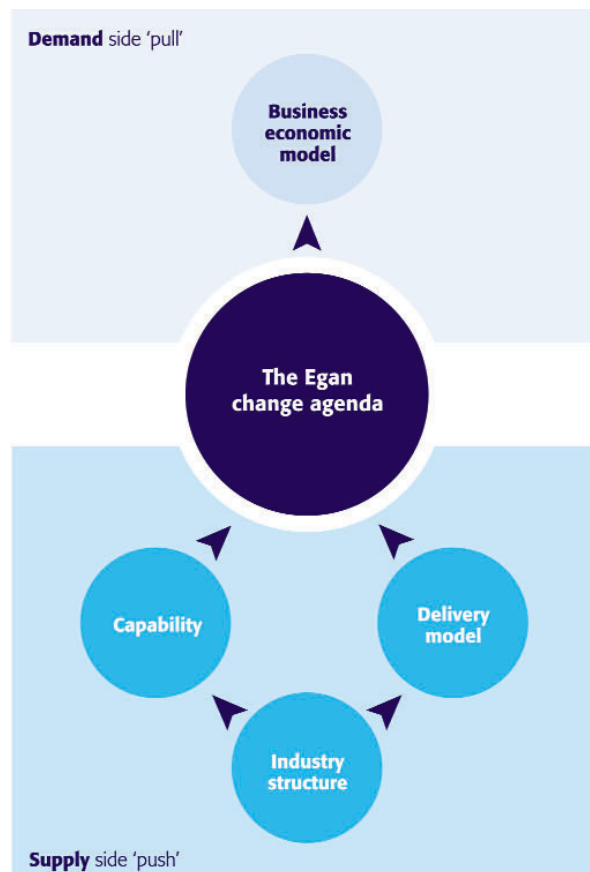 Demand side ‘pull’
Business
economic
model
The Egan
change agenda
Capability
Delivery
model
Industry
structure
Supply side ‘push’